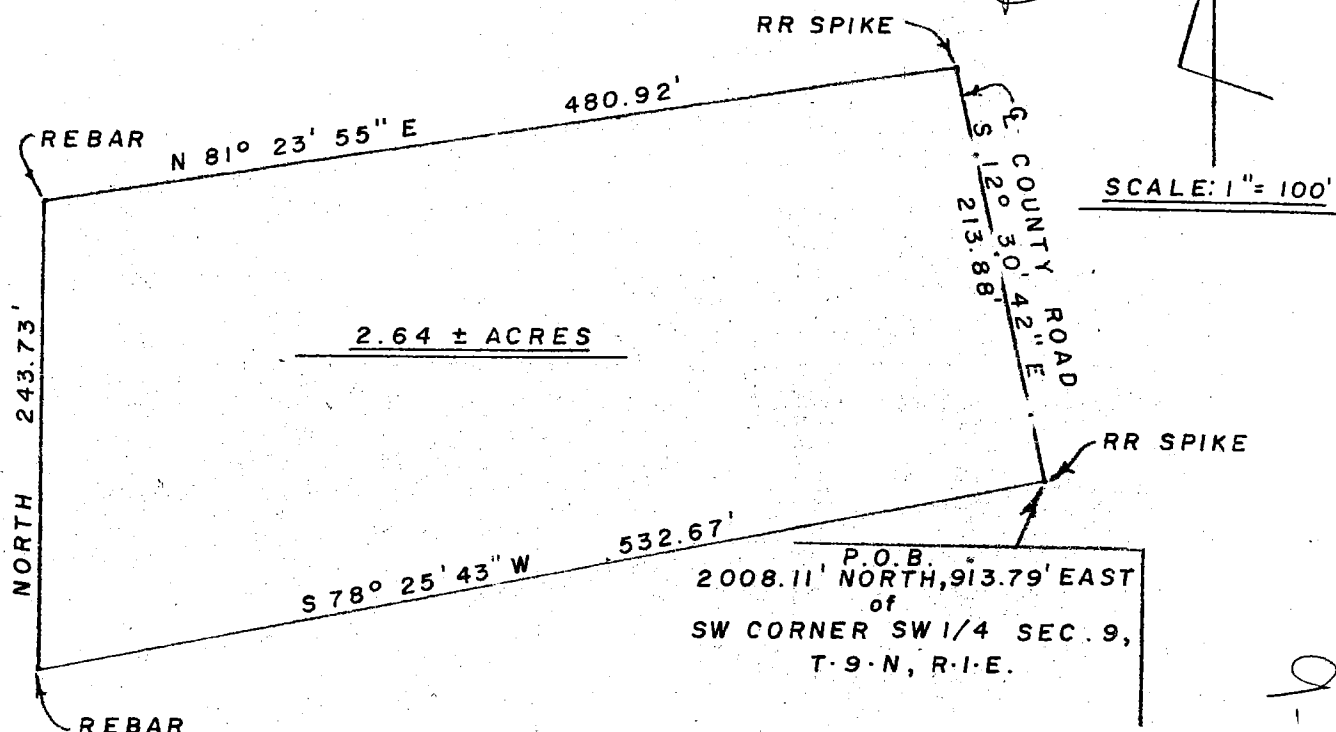 RR SPIKE
480.92'
REBAR
N 81° 23' 55" E
℄ COUNTY ROAD
S 12° 30' 42" E
213.88'
SCALE: 1" = 100'
2.64 ± ACRES
NORTH 243.73'
RR SPIKE
532.67'
S 78° 25' 43" W
P.O.B.
2008.11' NORTH, 913.79' EAST
of
SW CORNER SW 1/4 SEC. 9,
T·9·N, R·1·E.
REBAR